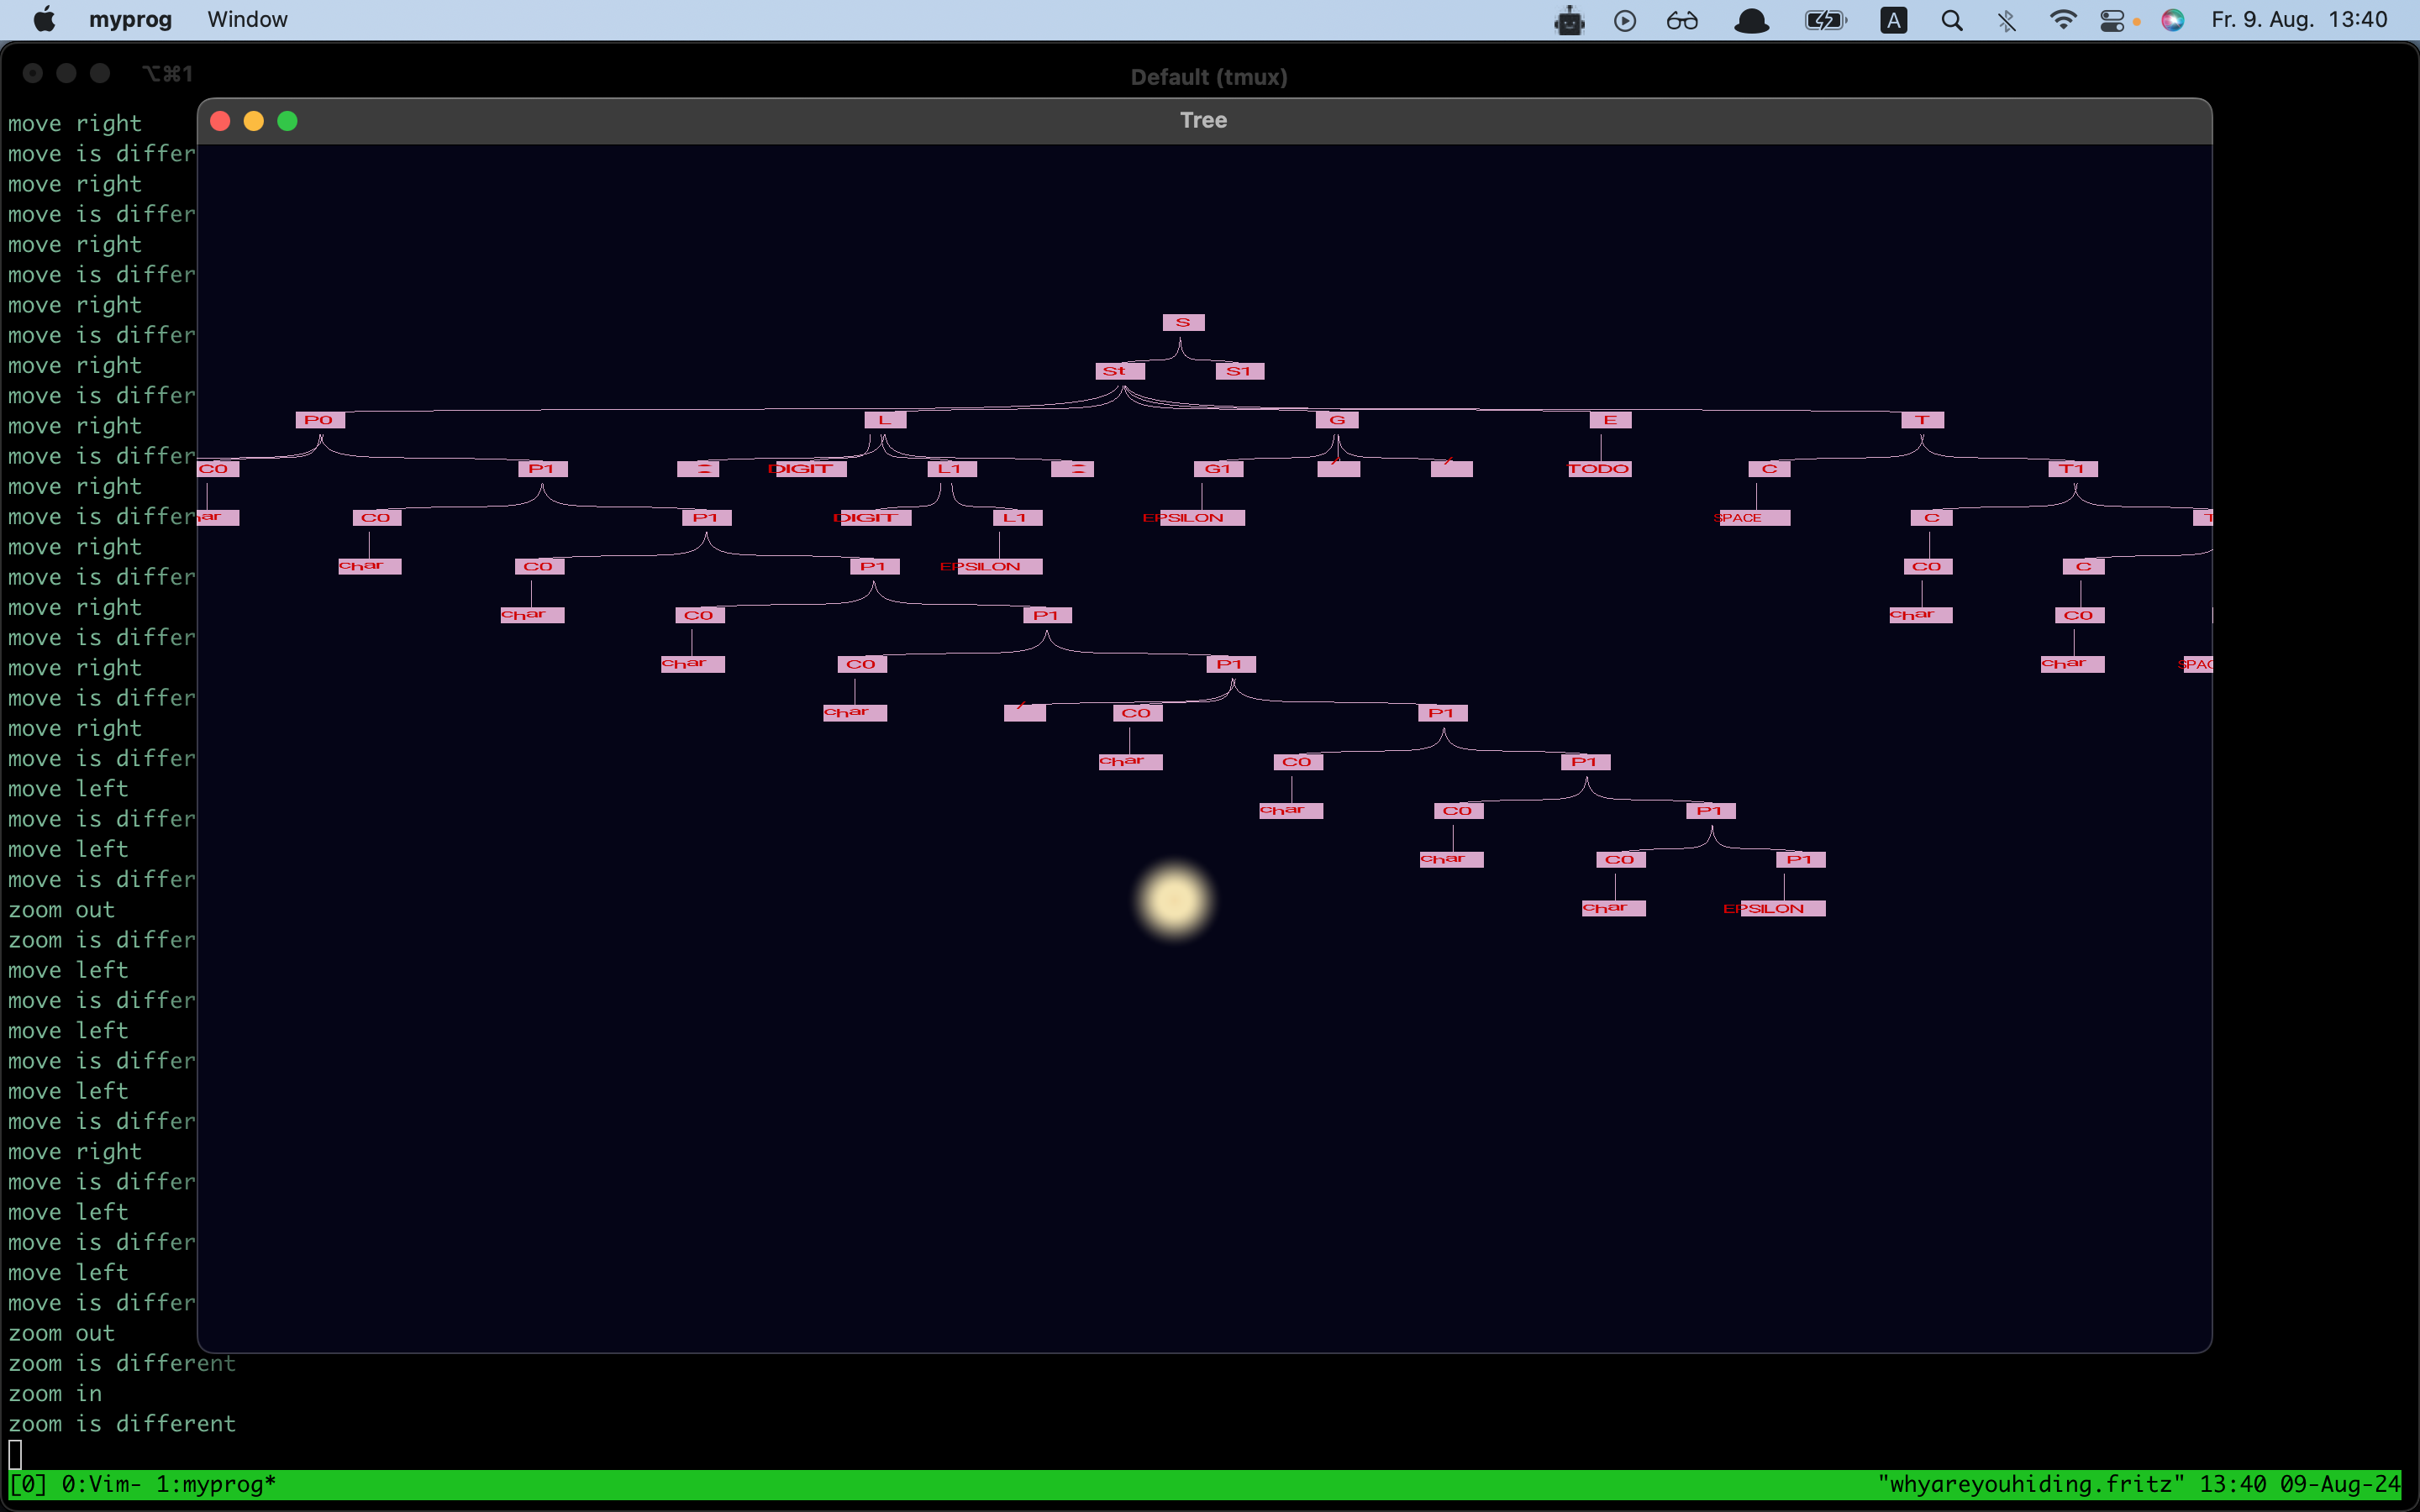 myprog Window A Fr. 9. Aug. 13:40
⌥⌘1 Default (tmux)
Tree
move right
move is differ
move right
move is differ
move right
move is differ
move right
move is differ
move right
move is differ
move right
move is differ
move right
move is differ
move right
move is differ
move right
move is differ
move right
move is differ
move right
move is differ
move left
move is differ
move left
move is differ
zoom out
zoom is differ
move left
move is differ
move left
move is differ
move left
move is differ
move right
move is differ
move left
move is differ
move left
move is differ
zoom out
zoom is different
zoom in
zoom is different
S
St S1
P0 L G E T
C0 P1 = DIGIT L1 = G1 / / TODO C T1
char C0 P1 DIGIT L1 EPSILON SPACE C T
char C0 P1 EPSILON C0 C
char C0 P1 char C0
char C0 P1 char SPAC
char / C0 P1
char C0 P1
char C0 P1
char C0 P1
char EPSILON
[0] 0:Vim- 1:myprog* "whyareyouhiding.fritz" 13:40 09-Aug-24